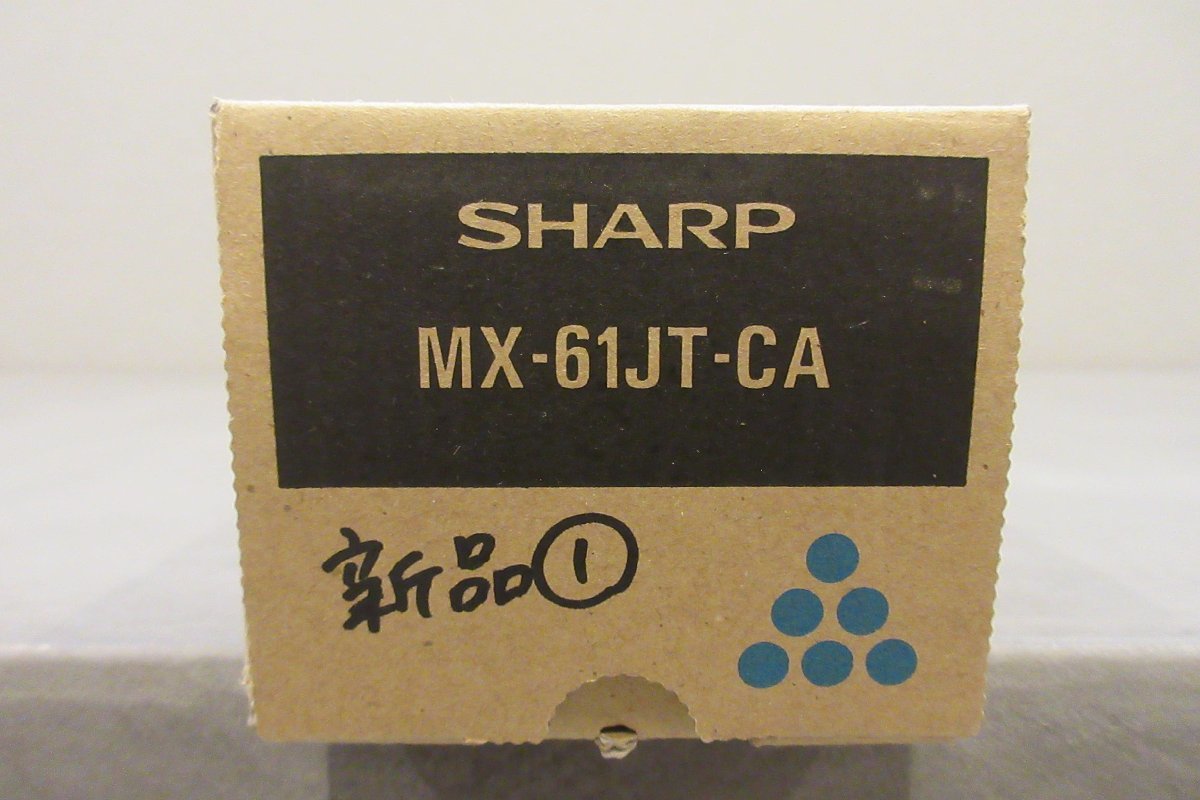 SHARP
MX-61JT-CA
新品①